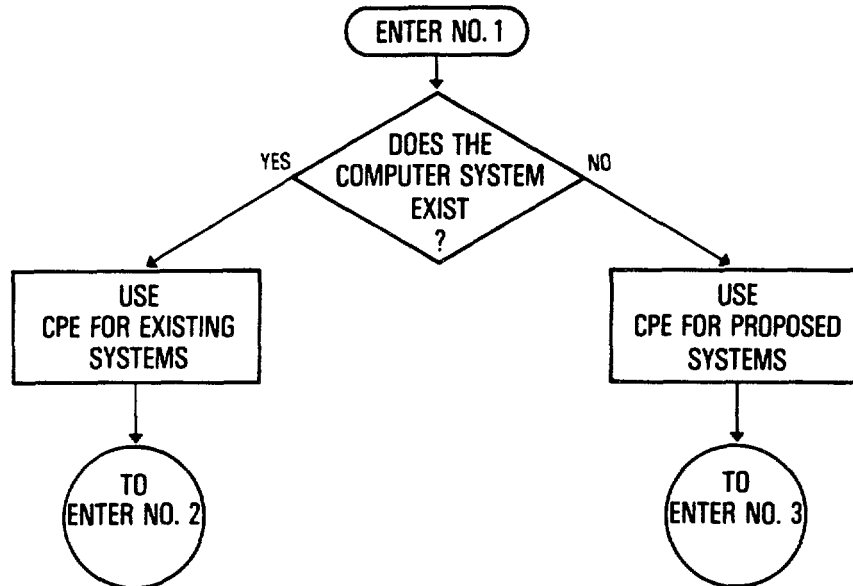 ENTER NO. 1
DOES THE
COMPUTER SYSTEM
EXIST
?
YES
NO
USE
CPE FOR EXISTING
SYSTEMS
USE
CPE FOR PROPOSED
SYSTEMS
TO
ENTER NO. 2
TO
ENTER NO. 3